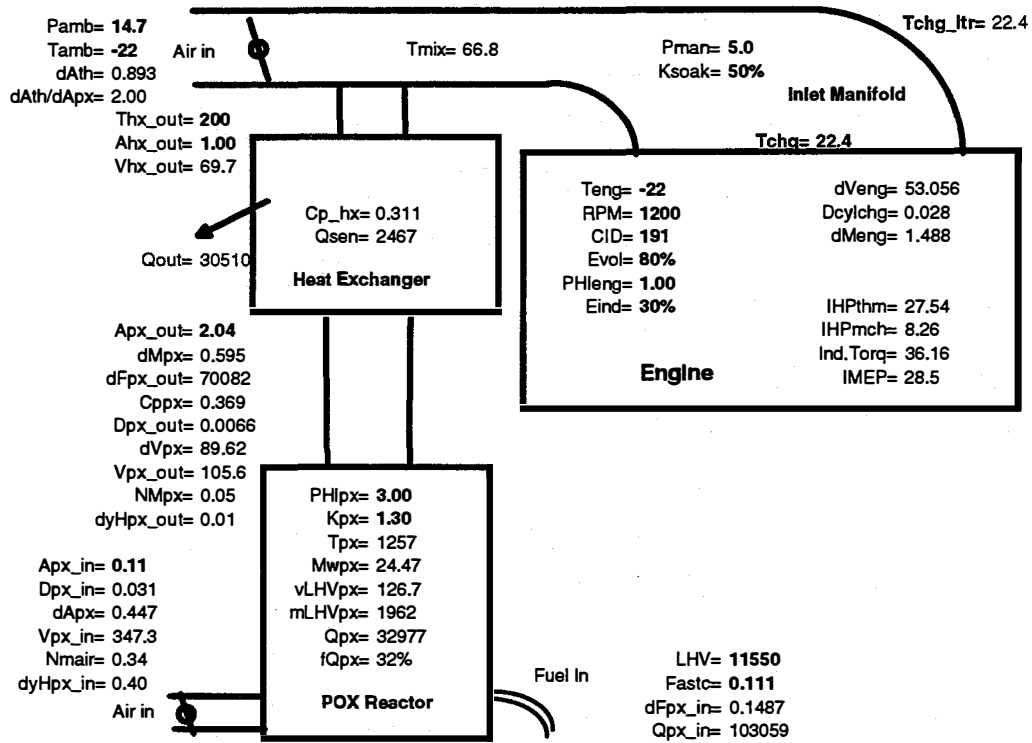 Pamb= 14.7
Tamb= -22
dAth= 0.893
dAth/dApx= 2.00
Air in
Tmix= 66.8
Pman= 5.0
Ksoak= 50%
Inlet Manifold
Tchg_Itr= 22.4
Thx_out= 200
Ahx_out= 1.00
Vhx_out= 69.7
Tchg= 22.4
Cp_hx= 0.311
Qsen= 2467
Heat Exchanger
Qout= 30510
Teng= -22
RPM= 1200
CID= 191
Evol= 80%
PHIeng= 1.00
Eind= 30%
dVeng= 53.056
Dcylchg= 0.028
dMeng= 1.488
IHPthm= 27.54
IHPmch= 8.26
Ind.Torq= 36.16
IMEP= 28.5
Engine
Apx_out= 2.04
dMpx= 0.595
dFpx_out= 70082
Cppx= 0.369
Dpx_out= 0.0066
dVpx= 89.62
Vpx_out= 105.6
NMpx= 0.05
dyHpx_out= 0.01
PHIpx= 3.00
Kpx= 1.30
Tpx= 1257
Mwpx= 24.47
vLHVpx= 126.7
mLHVpx= 1962
Qpx= 32977
fQpx= 32%
POX Reactor
Apx_in= 0.11
Dpx_in= 0.031
dApx= 0.447
Vpx_in= 347.3
Nmair= 0.34
dyHpx_in= 0.40
Air in
Fuel In
LHV= 11550
Fastc= 0.111
dFpx_in= 0.1487
Qpx_in= 103059